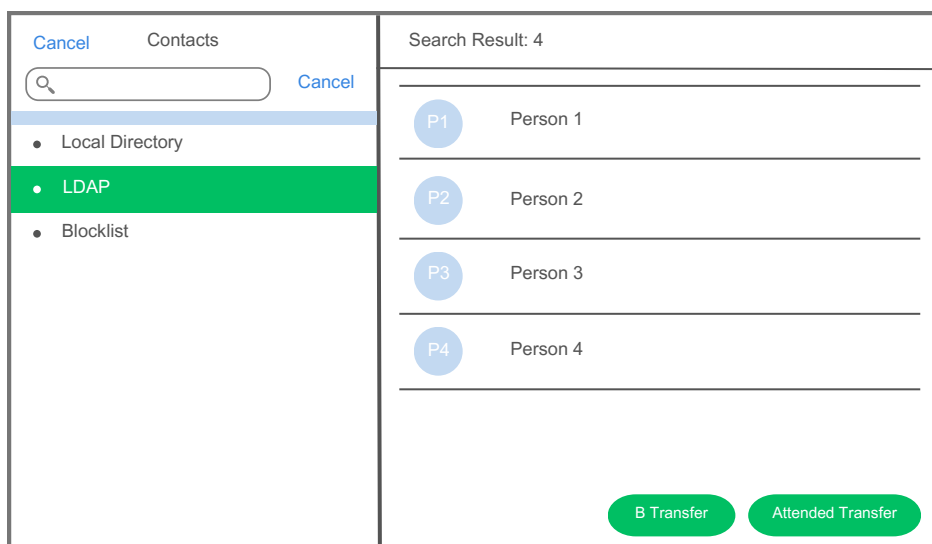 Cancel Contacts
Cancel
Local Directory
LDAP
Blocklist
Search Result: 4
P1 Person 1
P2 Person 2
P3 Person 3
P4 Person 4
B Transfer Attended Transfer